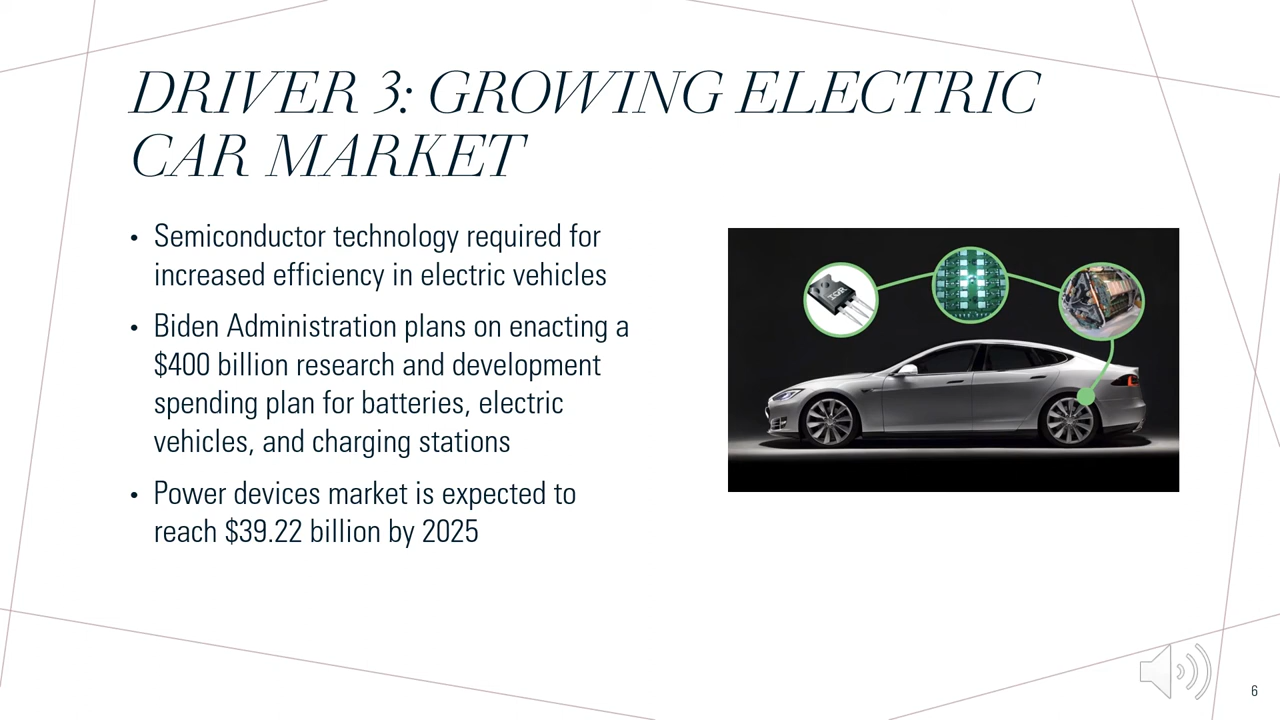 DRIVER 3: GROWING ELECTRIC
CAR MARKET
• Semiconductor technology required for
increased efficiency in electric vehicles
• Biden Administration plans on enacting a
$400 billion research and development
spending plan for batteries, electric
vehicles, and charging stations
• Power devices market is expected to
reach $39.22 billion by 2025
IOR
6